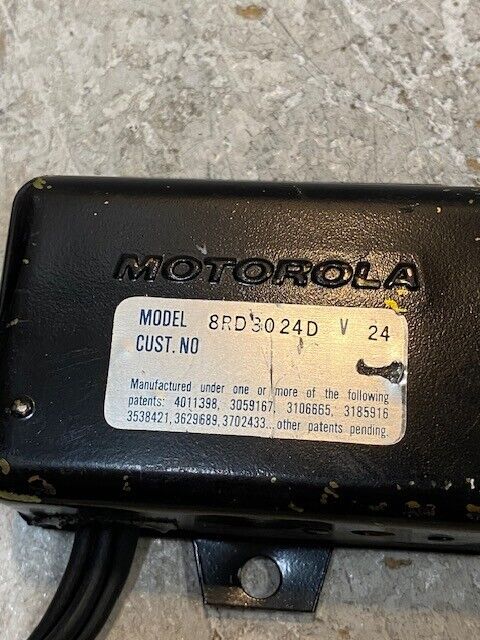 MOTOROLA
MODEL 8RD3024D V 24
CUST. NO
Manufactured under one or more of the following
patents: 4011398, 3059167, 3106665, 3185916
3538421, 3629689, 3702433... other patents pending.